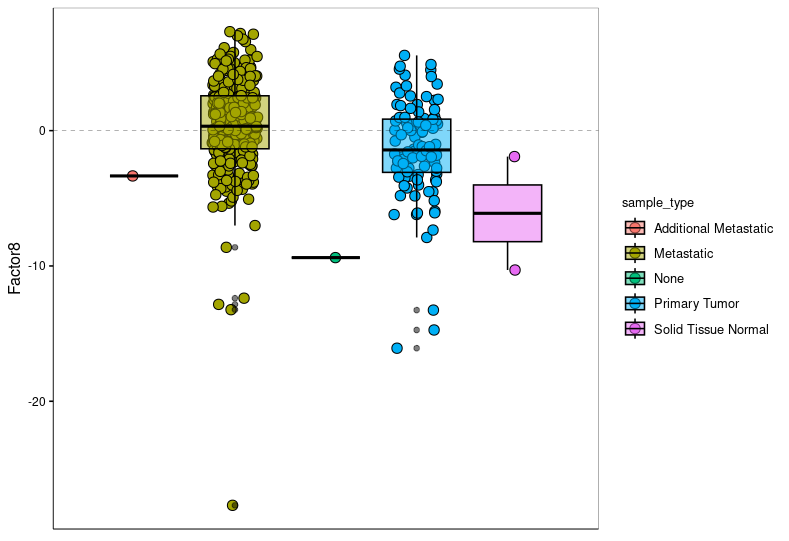 Factor8
0
-10
-20
sample_type
Additional Metastatic
Metastatic
None
Primary Tumor
Solid Tissue Normal